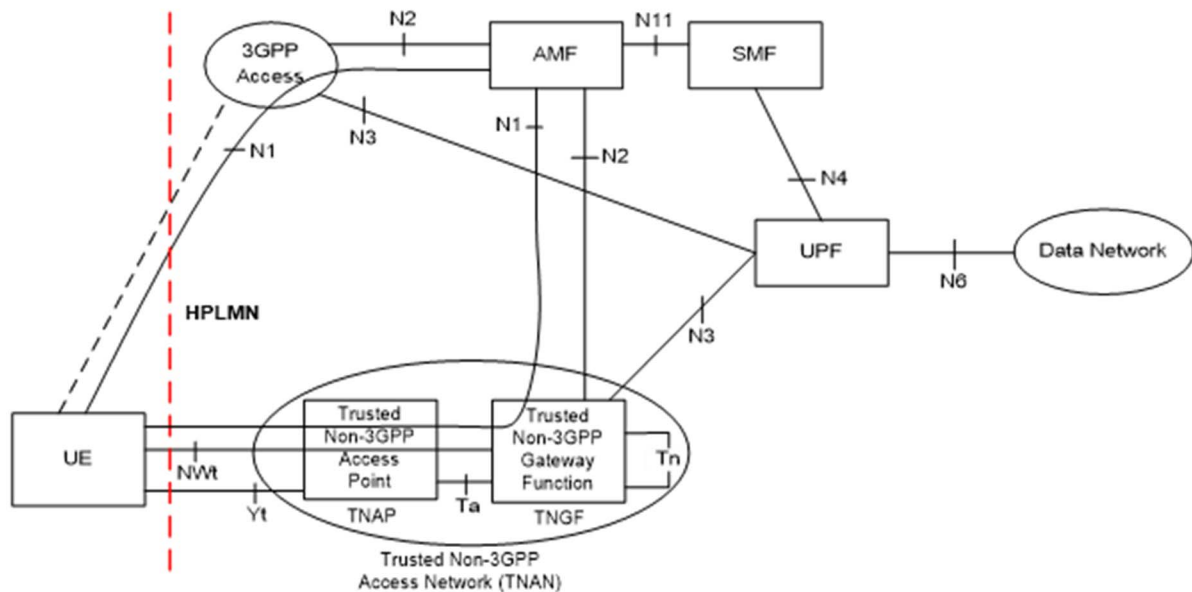 N2
N11
3GPP
Access
AMF
SMF
N1
N3
N1
N2
N4
UPF
Data Network
N6
HPLMN
N3
UE
Trusted
Non-3GPP
Access
Point
Trusted
Non-3GPP
Gateway
Function
Tn
NWt
Yt
Ta
TNAP
TNGF
Trusted Non-3GPP
Access Network (TNAN)